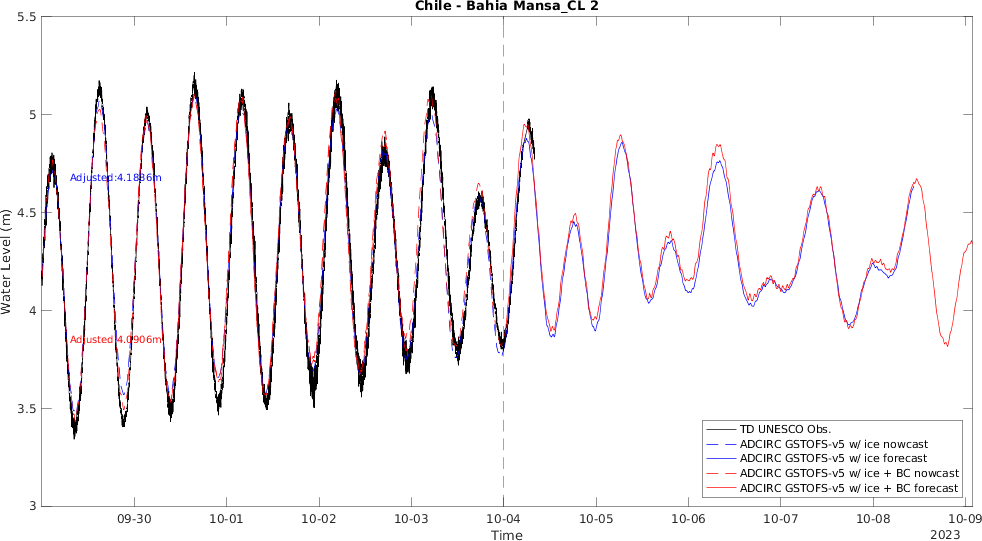 Chile - Bahia Mansa_CL 2
5.5
5
4.5
4
3.5
3
Water Level (m)
Adjusted:4.1886m
Adjusted:4.0906m
TD UNESCO Obs.
ADCIRC GSTOFS-v5 w/ ice nowcast
ADCIRC GSTOFS-v5 w/ ice forecast
ADCIRC GSTOFS-v5 w/ ice + BC nowcast
ADCIRC GSTOFS-v5 w/ ice + BC forecast
09-30 10-01 10-02 10-03 10-04 10-05 10-06 10-07 10-08 10-09
Time
2023